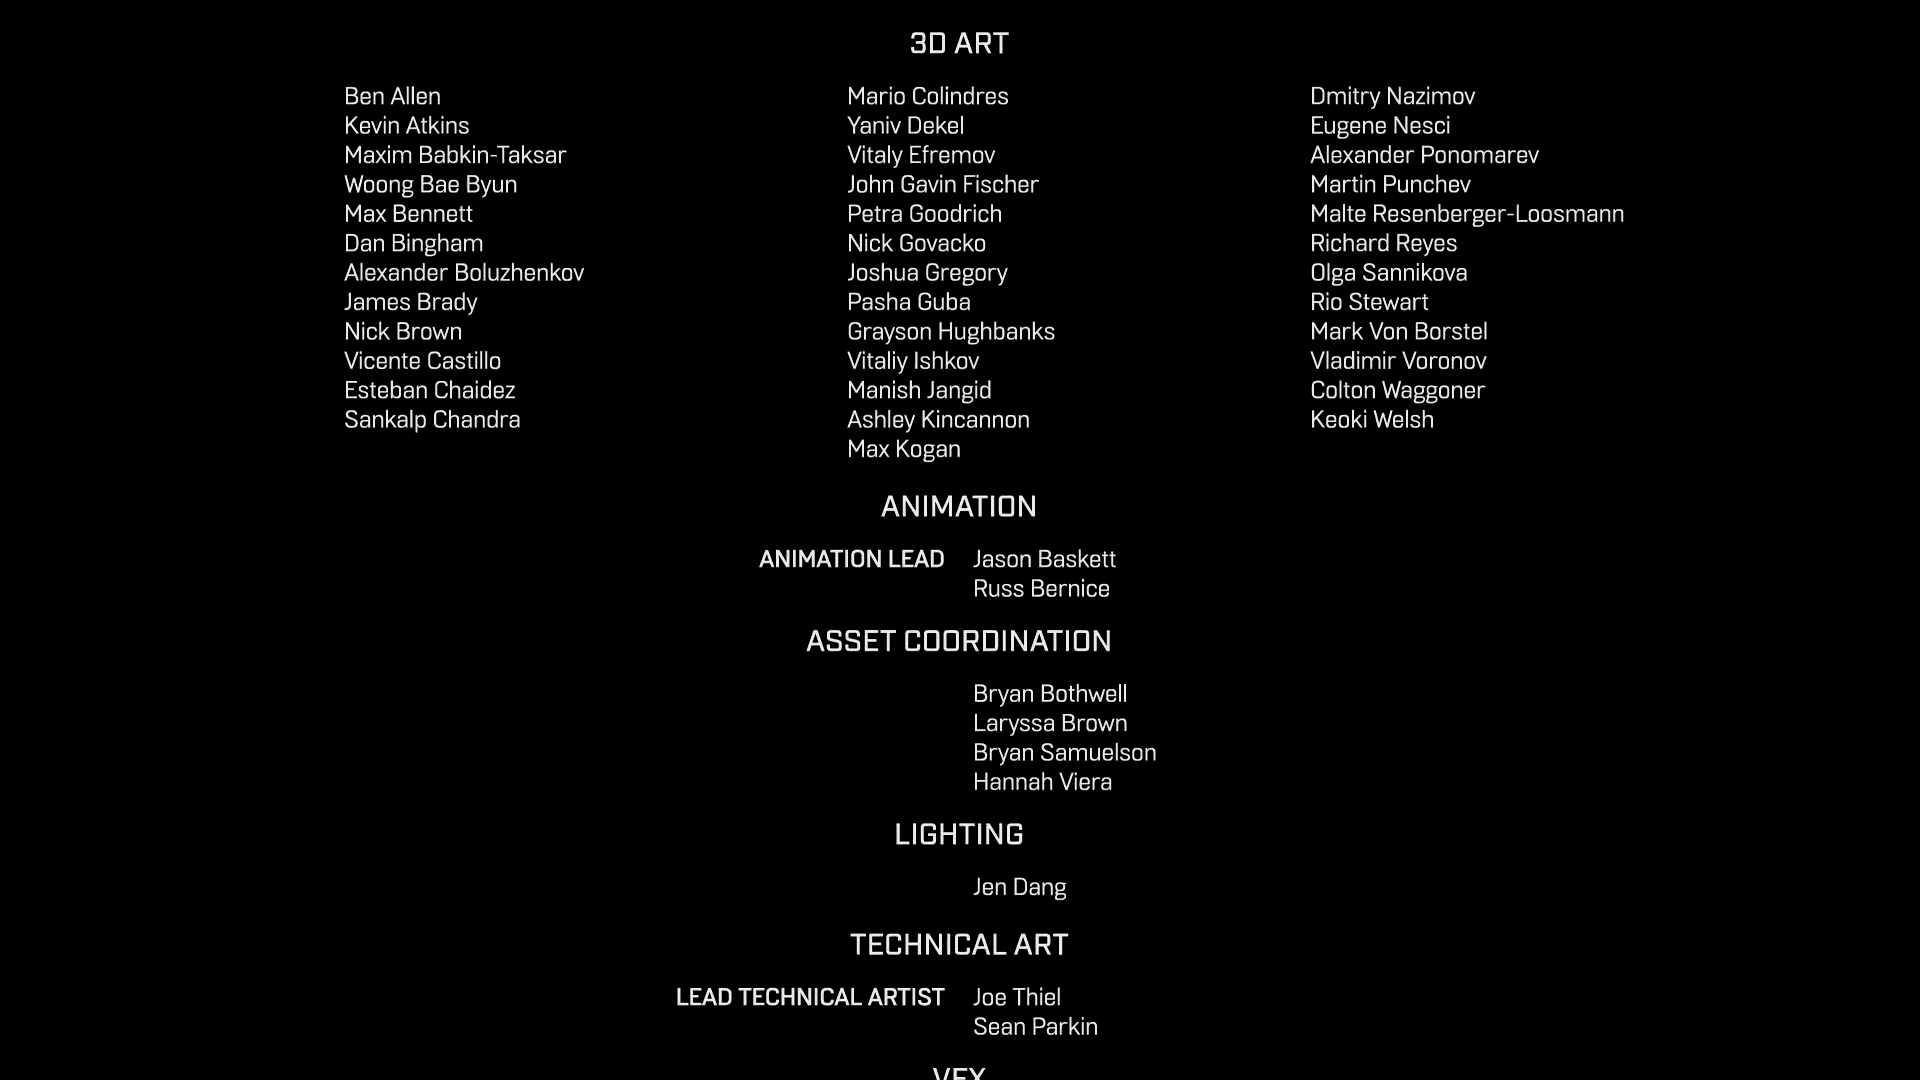 3D ART
Ben Allen
Kevin Atkins
Maxim Babkin-Taksar
Woong Bae Byun
Max Bennett
Dan Bingham
Alexander Boluzhenkov
James Brady
Nick Brown
Vicente Castillo
Esteban Chaidez
Sankalp Chandra
Mario Colindres
Yaniv Dekel
Vitaly Efremov
John Gavin Fischer
Petra Goodrich
Nick Govacko
Joshua Gregory
Pasha Guba
Grayson Hughbanks
Vitaliy Ishkov
Manish Jangid
Ashley Kincannon
Max Kogan
Dmitry Nazimov
Eugene Nesci
Alexander Ponomarev
Martin Punchev
Malte Resenberger-Loosmann
Richard Reyes
Olga Sannikova
Rio Stewart
Mark Von Borstel
Vladimir Voronov
Colton Waggoner
Keoki Welsh
ANIMATION
ANIMATION LEAD Jason Baskett
Russ Bernice
ASSET COORDINATION
Bryan Bothwell
Laryssa Brown
Bryan Samuelson
Hannah Viera
LIGHTING
Jen Dang
TECHNICAL ART
LEAD TECHNICAL ARTIST Joe Thiel
Sean Parkin
VFX